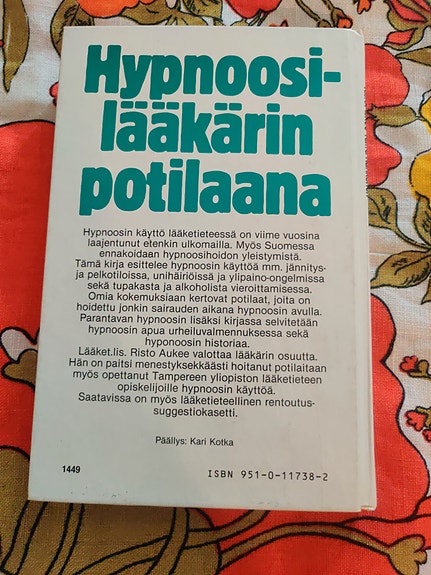 Hypnoosi-
lääkärin
potilaana
Hypnoosin käyttö lääketieteessä on viime vuosina
laajentunut etenkin ulkomailla. Myös Suomessa
ennakoidaan hypnoosihoidon yleistymistä.
Tämä kirja esittelee hypnoosin käyttöä mm. jännitys-
ja pelkotiloissa, unihäiriöissä ja ylipaino-ongelmissa
sekä tupakasta ja alkoholista vieroittamisessa.
Omia kokemuksiaan kertovat potilaat, joita on
hoidettu jonkin sairauden aikana hypnoosin avulla.
Parantavan hypnoosin lisäksi kirjassa selvitetään
hypnoosin apua urheiluvalmennuksessa sekä
hyponoosin historiaa.
Lääket.lis. Risto Aukee valottaa lääkärin osuutta.
Hän on paitsi menestyksekkäästi hoitanut potilaitaan
myös opettanut Tampereen yliopiston lääketieteen
opiskelijoille hypnoosin käyttöä.
Saatavissa on myös lääketieteellinen rentoutus-
suggestiokasetti.
Päällys: Kari Kotka
1449
ISBN 951-0-11738-2